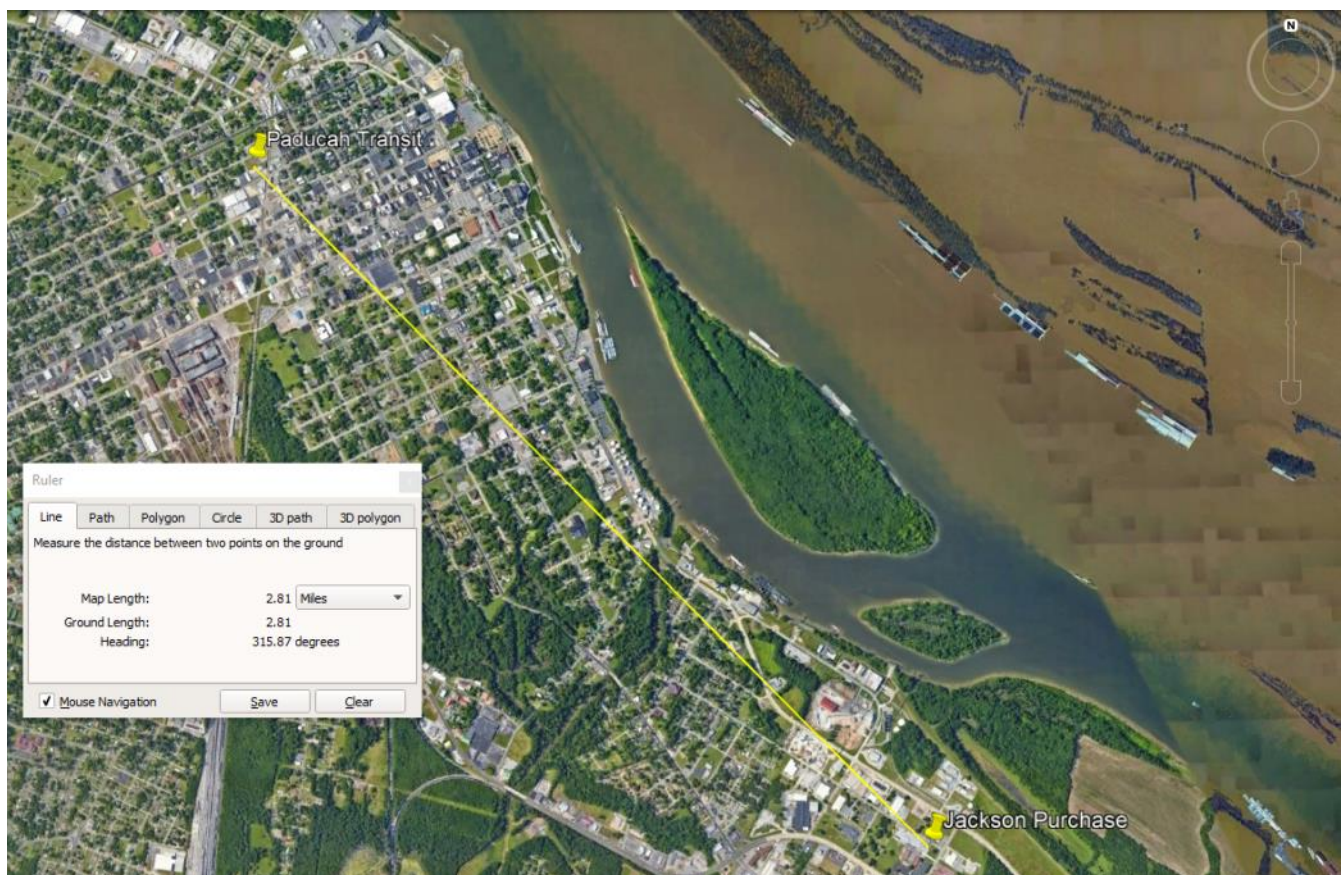 N
Paducah Transit
Ruler
Line Path Polygon Circle 3D path 3D polygon
Measure the distance between two points on the ground
Map Length: 2.81 Miles
Ground Length: 2.81
Heading: 315.87 degrees
Mouse Navigation Save Clear
Jackson Purchase